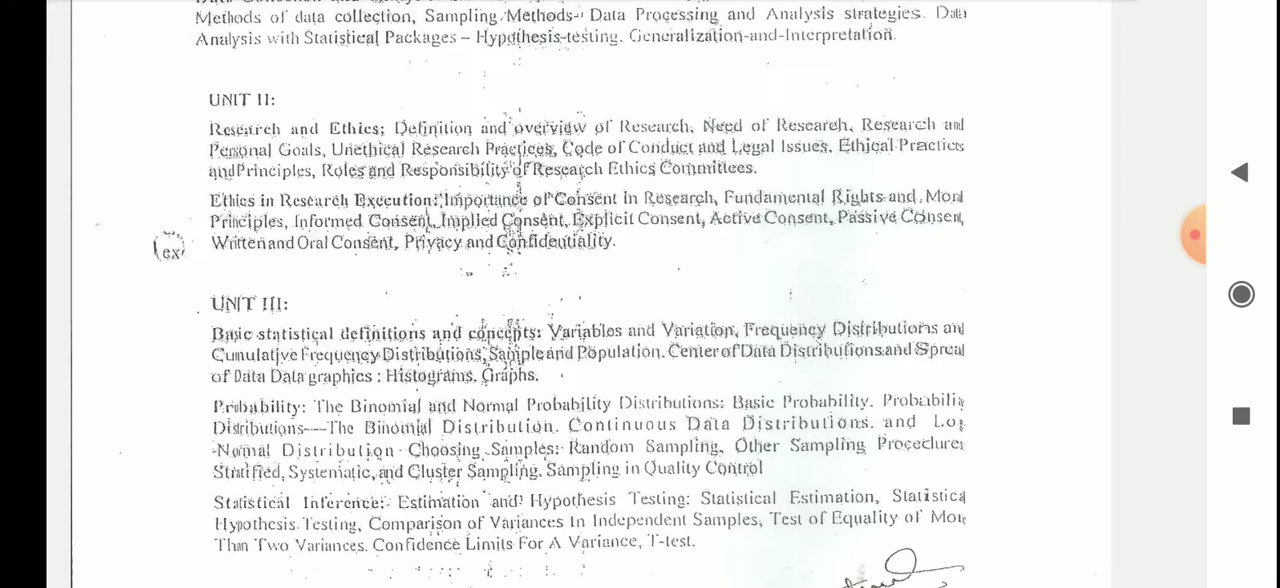 Methods of data collection, Sampling Methods- Data Processing and Analysis strategies. Data
Analysis with Statistical Packages – Hypothesis-testing. Generalization-and-Interpretation.
UNIT II:
Research and Ethics; Definition and overview of Research, Need of Research, Research and
Personal Goals, Unethical Research Practices, Code of Conduct and Legal Issues. Ethical Practices
and Principles, Roles and Responsibility of Research Ethics Committees.
Ethics in Research Execution: Importance of Consent In Research, Fundamental Rights and Moral
Principles, Informed Consent, Implied Consent, Explicit Consent, Active Consent, Passive Consent,
(ex) Written and Oral Consent, Privacy and Confidentiality.
UNIT III:
Basic statistical definitions and concepts: Variables and Variation, Frequency Distributions and
Cumulative Frequency Distributions, Sample and Population. Center of Data Distributions and Spread
of Data Data graphics : Histograms. Graphs.
Probability: The Binomial and Normal Probability Distributions: Basic Probability. Probability
Distributions----The Binomial Distribution. Continuous Data Distributions. and Log
-Normal Distribution - Choosing Samples: Random Sampling, Other Sampling Procedures
Stratified, Systematic, and Cluster Sampling. Sampling in Quality Control
Statistical Inference: Estimation and Hypothesis Testing: Statistical Estimation, Statistical
Hypothesis Testing, Comparison of Variances In Independent Samples, Test of Equality of More
Than Two Variances. Confidence Limits For A Variance, T-test.